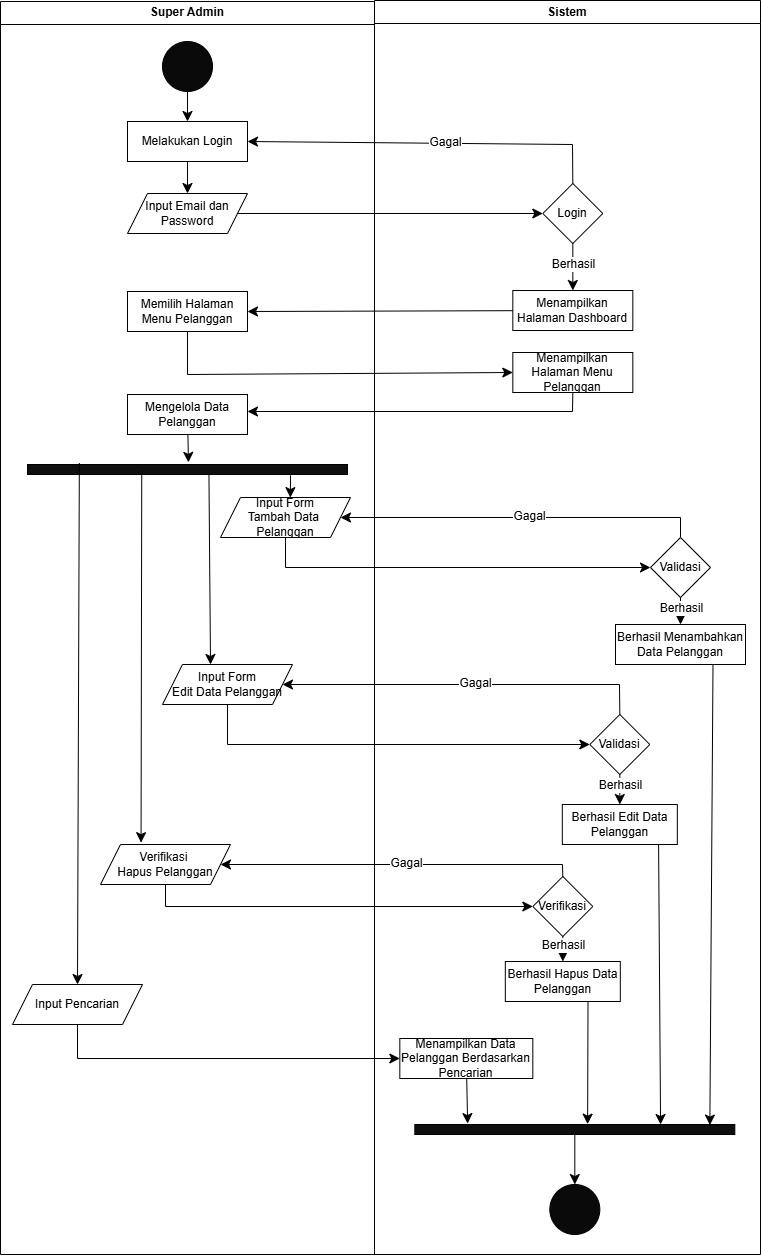 Super Admin
Sistem
Melakukan Login
Gagal
Input Email dan
Password
Login
Berhasil
Memilih Halaman
Menu Pelanggan
Menampilkan
Halaman Dashboard
Menampilkan
Halaman Menu
Pelanggan
Mengelola Data
Pelanggan
Input Form
Tambah Data
Pelanggan
Gagal
Validasi
Berhasil
Berhasil Menambahkan
Data Pelanggan
Input Form
Edit Data Pelanggan
Gagal
Validasi
Berhasil
Berhasil Edit Data
Pelanggan
Verifikasi
Hapus Pelanggan
Gagal
Verifikasi
Berhasil
Berhasil Hapus Data
Pelanggan
Input Pencarian
Menampilkan Data
Pelanggan Berdasarkan
Pencarian